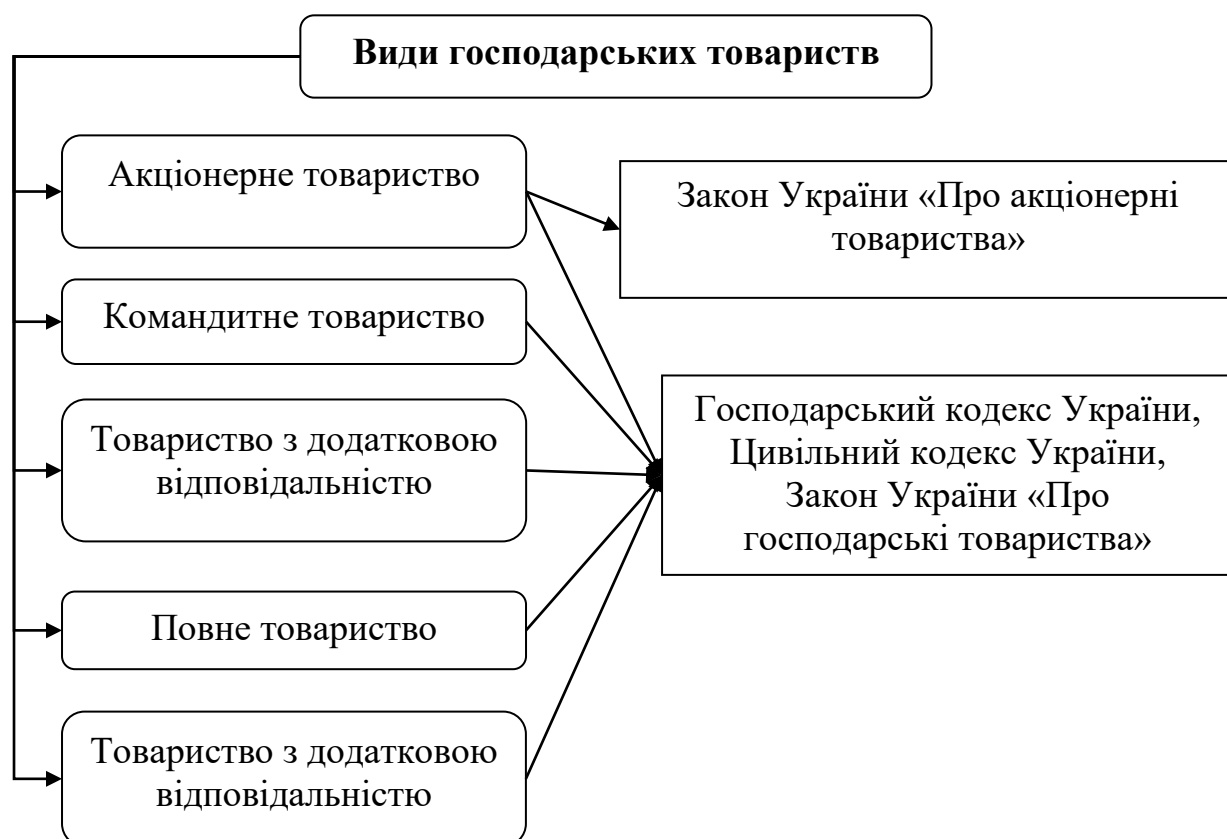 Види господарських товариств
Акціонерне товариство
Закон України «Про акціонерні
товариства»
Командитне товариство
Товариство з додатковою
відповідальністю
Господарський кодекс України,
Цивільний кодекс України,
Закон України «Про
господарські товариства»
Повне товариство
Товариство з додатковою
відповідальністю